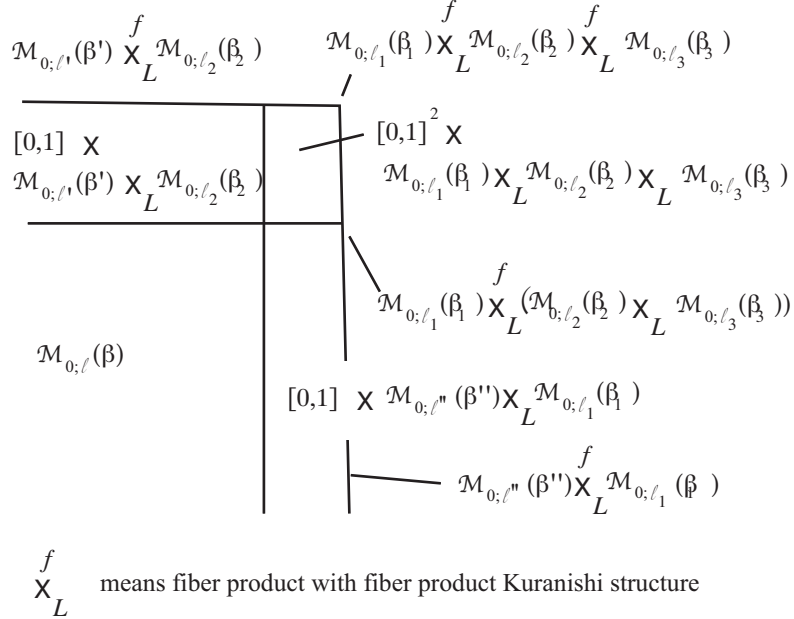 ℳ_{0;ℓ'}(β') ×^f_L ℳ_{0;ℓ_2}(β_2)
ℳ_{0;ℓ_1}(β_1) ×^f_L ℳ_{0;ℓ_2}(β_2) ×^f_L ℳ_{0;ℓ_3}(β_3)
[0,1] ×
ℳ_{0;ℓ'}(β') ×_L ℳ_{0;ℓ_2}(β_2)
[0,1]^2 ×
ℳ_{0;ℓ_1}(β_1) ×_L ℳ_{0;ℓ_2}(β_2) ×_L ℳ_{0;ℓ_3}(β_3)
ℳ_{0;ℓ_1}(β_1) ×^f_L (ℳ_{0;ℓ_2}(β_2) ×_L ℳ_{0;ℓ_3}(β_3))
ℳ_{0;ℓ}(β)
[0,1] × ℳ_{0;ℓ''}(β'') ×_L ℳ_{0;ℓ_1}(β_1)
ℳ_{0;ℓ''}(β'') ×^f_L ℳ_{0;ℓ_1}(β_1)
×^f_L means fiber product with fiber product Kuranishi structure